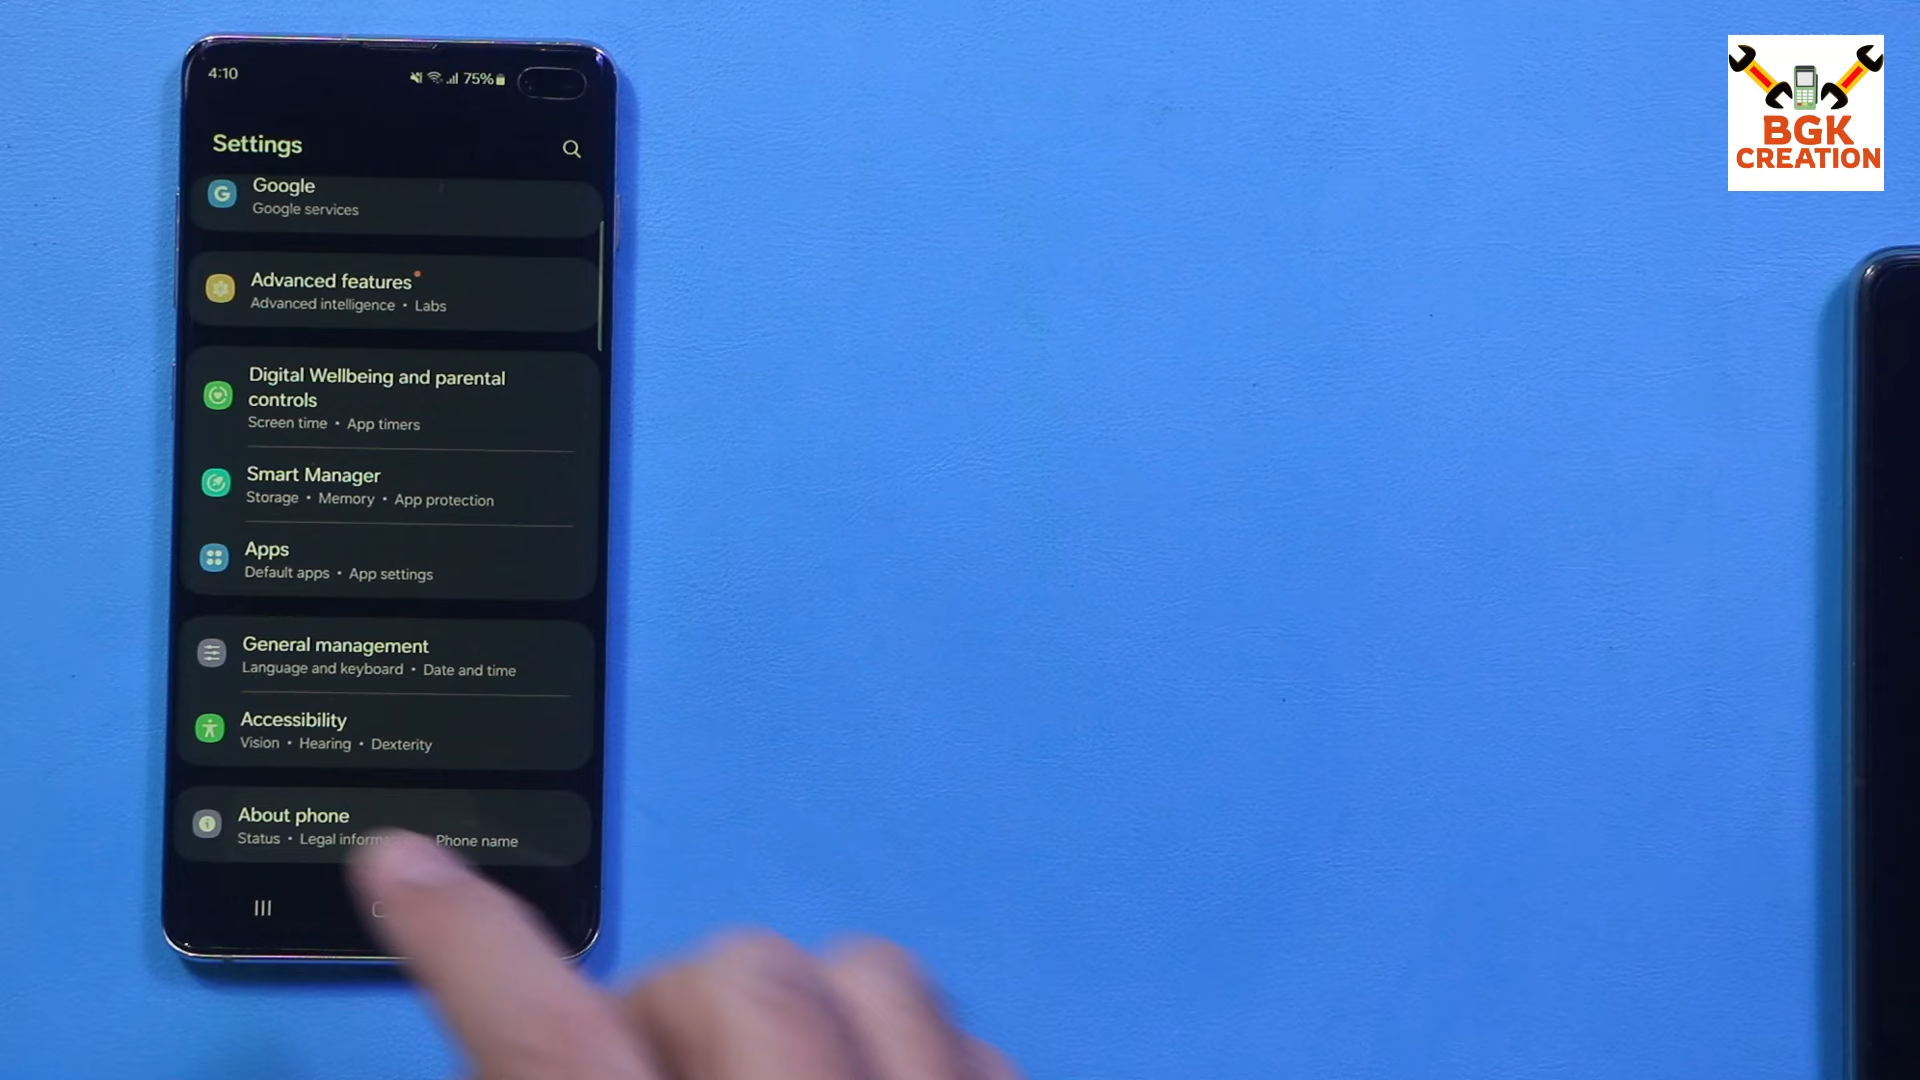 4:10
75%
Settings
Google
Google services
Advanced features
Advanced intelligence • Labs
Digital Wellbeing and parental
controls
Screen time • App timers
Smart Manager
Storage • Memory • App protection
Apps
Default apps • App settings
General management
Language and keyboard • Date and time
Accessibility
Vision • Hearing • Dexterity
About phone
Status • Legal Phone name
BGK
CREATION